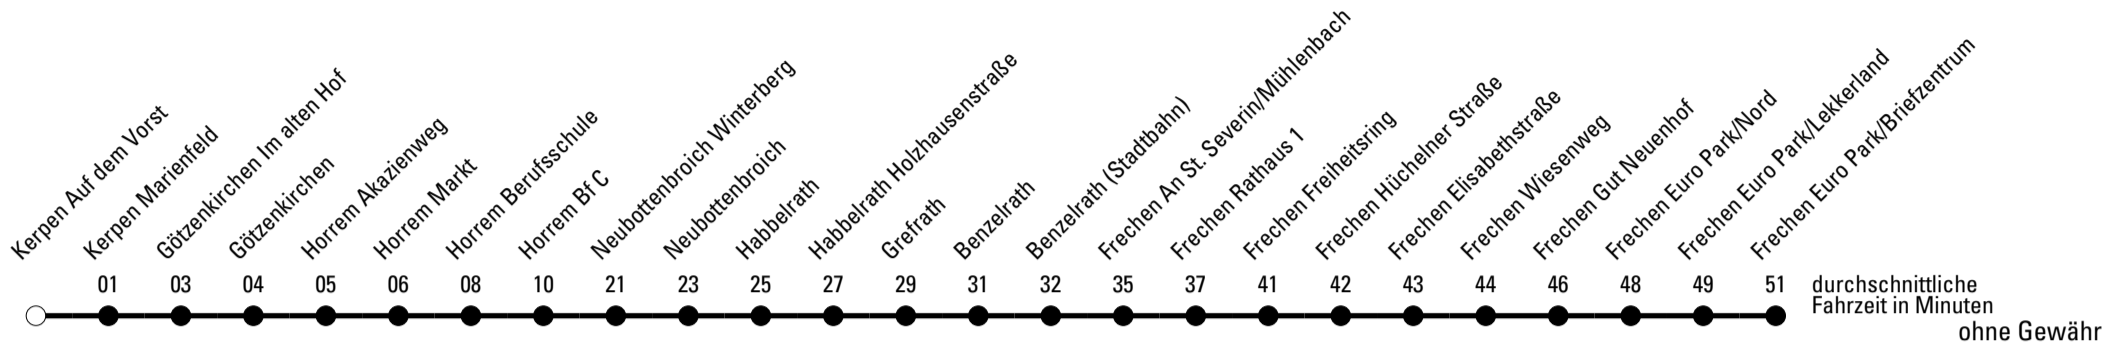 Kerpen Auf dem Vorst
Kerpen Marienfeld
Götzenkirchen Im alten Hof
Götzenkirchen
Horrem Akazienweg
Horrem Markt
Horrem Berufsschule
Horrem Bf C
Neubottenbroich Winterberg
Neubottenbroich
Habbelrath
Habbelrath Holzhausenstraße
Grefrath
Benzelrath
Benzelrath (Stadtbahn)
Frechen An St. Severin/Mühlenbach
Frechen Rathaus 1
Frechen Freiheitsring
Frechen Hüchelner Straße
Frechen Elisabethstraße
Frechen Wiesenweg
Frechen Gut Neuenhof
Frechen Euro Park/Nord
Frechen Euro Park/Lekkerland
Frechen Euro Park/Briefzentrum
01 03 04 05 06 08 10 21 23 25 27 29 31 32 35 37 41 42 43 44 46 48 49 51 durchschnittliche
Fahrzeit in Minuten
ohne Gewähr